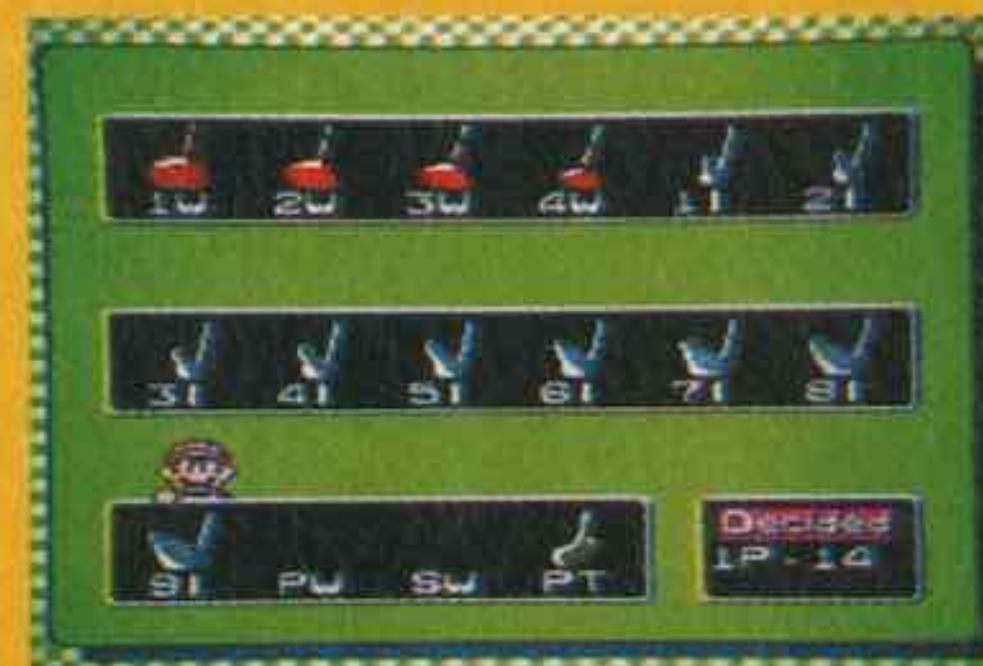 1W 2W 3W 4W 1I 2I
3I 4I 5I 6I 7I 8I
9I PW SW PT
Decided
1P-14